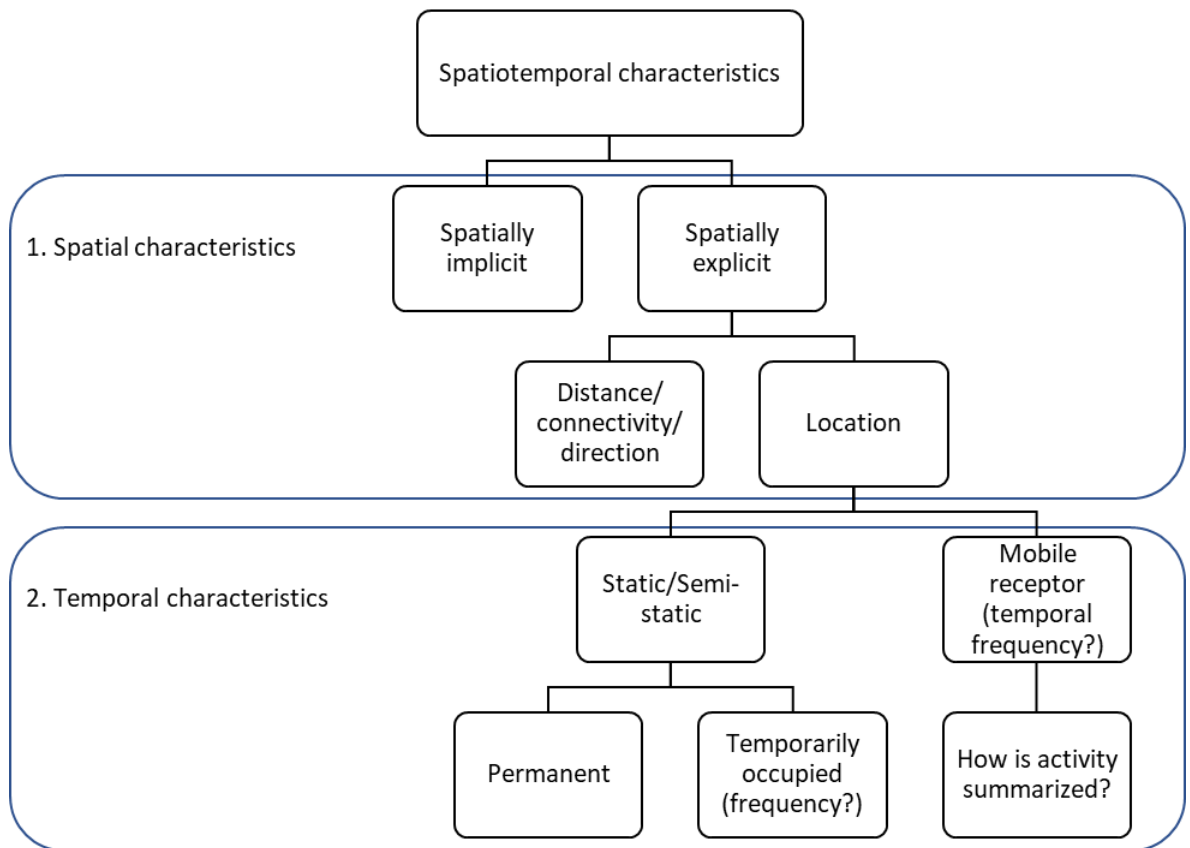 Spatiotemporal characteristics
1. Spatial characteristics
Spatially
implicit
Spatially
explicit
Distance/
connectivity/
direction
Location
2. Temporal characteristics
Static/Semi-
static
Mobile
receptor
(temporal
frequency?)
Permanent
Temporarily
occupied
(frequency?)
How is activity
summarized?